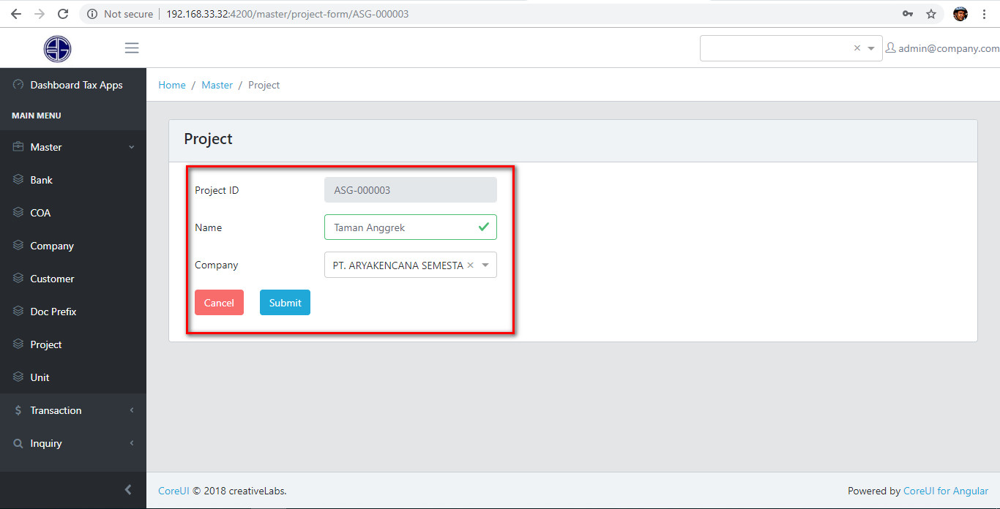 Not secure | 192.168.33.32:4200/master/project-form/ASG-000003
admin@company.com
Dashboard Tax Apps
Home / Master / Project
MAIN MENU
Master
Bank
COA
Company
Customer
Doc Prefix
Project
Unit
Transaction
Inquiry
Project
Project ID ASG-000003
Name Taman Anggrek
Company PT. ARYAKENCANA SEMESTA
Cancel Submit
CoreUI © 2018 creativeLabs.
Powered by CoreUI for Angular